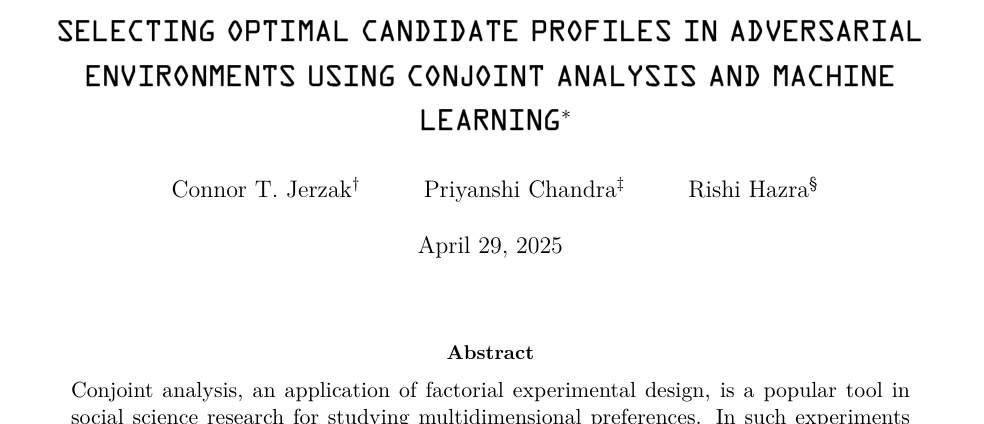 SELECTING OPTIMAL CANDIDATE PROFILES IN ADVERSARIAL
ENVIRONMENTS USING CONJOINT ANALYSIS AND MACHINE
LEARNING*
Connor T. Jerzak† Priyanshi Chandra‡ Rishi Hazra§
April 29, 2025
Abstract
Conjoint analysis, an application of factorial experimental design, is a popular tool in
social science research for studying multidimensional preferences. In such experiments